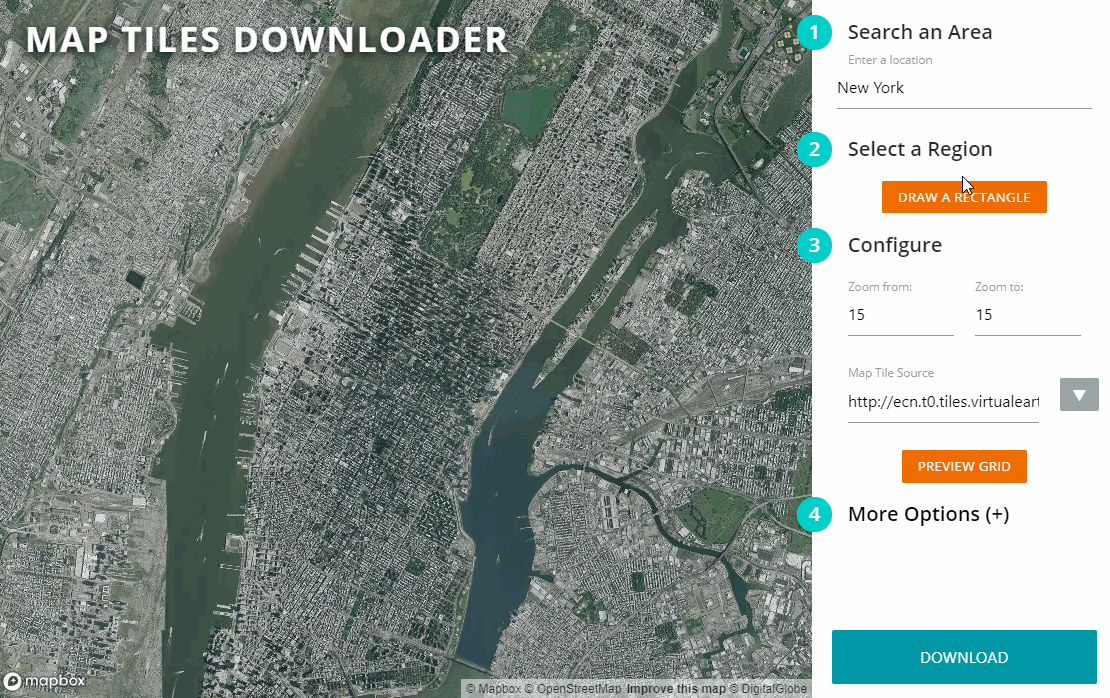 MAP TILES DOWNLOADER
1 Search an Area
Enter a location
New York
2 Select a Region
DRAW A RECTANGLE
3 Configure
Zoom from: Zoom to:
15 15
Map Tile Source
http://ecn.t0.tiles.virtualeart
▼
PREVIEW GRID
4 More Options (+)
DOWNLOAD
mapbox
© Mapbox © OpenStreetMap Improve this map © DigitalGlobe